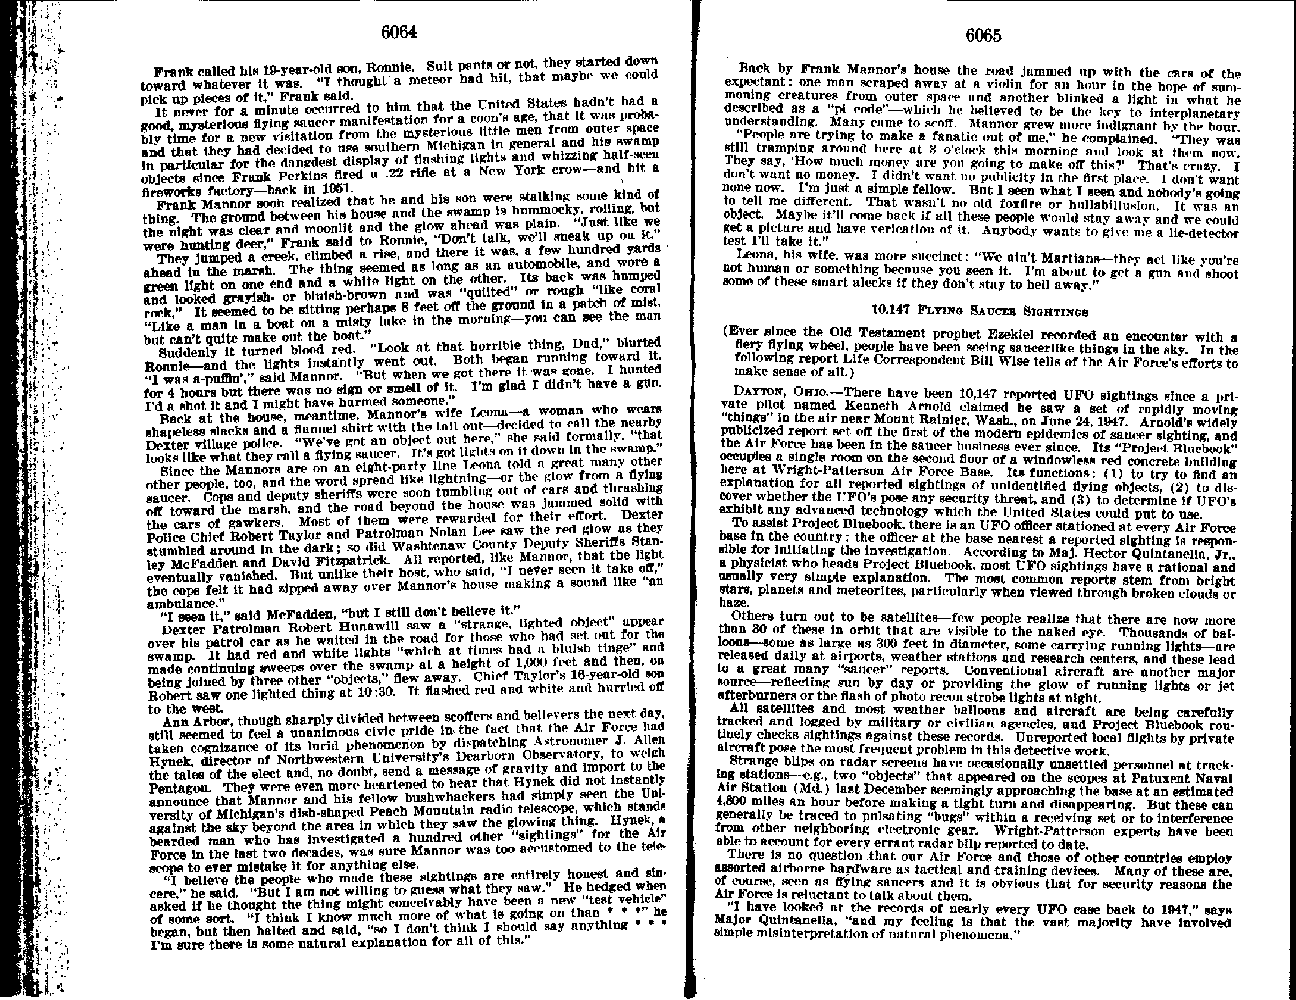 6064
Frank called his 19-year-old son, Ronnie. Suit pants or not, they started down
toward whatever it was. "I thought a meteor had hit, that maybe we could
pick up pieces of it," Frank said.
It never for a minute occurred to him that the United States hadn't had a
good, mysterious flying saucer manifestation for a coon's age, that it was proba-
bly time for a new visitation from the mysterious little men from outer space
and that they had decided to use southern Michigan in general and his swamp
in particular for the dangdest display of flashing lights and whizzing half-seen
objects since Frank Perkins fired a .22 rifle at a New York crow—and hit a
fireworks factory—back in 1951.
Frank Mannor soon realized that he and his son were stalking some kind of
thing. The ground between his house and the swamp is hummocky, rolling, but
the night was clear and moonlit and the glow ahead was plain. "Just like we
were hunting deer," Frank said to Ronnie, "Don't talk, we'll sneak up on it."
They jumped a creek, climbed a rise, and there it was, a few hundred yards
ahead in the marsh. The thing seemed as long as an automobile, and wore a
green light on one end and a white light on the other. Its back was humped
and looked grayish- or bluish-brown and was "quilted" or rough "like coral
rock." It seemed to be sitting perhaps 8 feet off the ground in a patch of mist.
"Like a man in a boat on a misty lake in the morning—you can see the man
but can't quite make out the boat."
Suddenly it turned blood red. "Look at that horrible thing, Dad," blurted
Ronnie—and the lights instantly went out. Both began running toward it.
"I was a-puffin'," said Mannor. "But when we got there it was gone. I hunted
for 4 hours but there was no sign or smell of it. I'm glad I didn't have a gun.
I'd a shot it and I might have harmed someone."
Back at the house, meantime, Mannor's wife Leona—a woman who wears
shapeless slacks and a flannel shirt with the tail out—decided to call the nearby
Dexter village police. "We've got an object out here," she said formally, "that
looks like what they call a flying saucer. It's got lights on it down in the swamp."
Since the Mannors are on an eight-party line Leona told a great many other
other people, too, and the word spread like lightning—or the glow from a flying
saucer. Cops and deputy sheriffs were soon tumbling out of cars and thrashing
off toward the marsh, and the road beyond the house was jammed solid with
the cars of gawkers. Most of them were rewarded for their effort. Dexter
Police Chief Robert Taylor and Patrolman Nolan Lee saw the red glow as they
stumbled around in the dark; so did Washtenaw County Deputy Sheriffs Stan-
ley McFadden and David Fitzpatrick. All reported, like Mannor, that the light
eventually vanished. But unlike their host, who said, "I never seen it take off,"
the cops felt it had zipped away over Mannor's house making a sound like "an
ambulance."
"I seen it," said McFadden, "but I still don't believe it."
Dexter Patrolman Robert Hunawill saw a "strange, lighted object" appear
over his patrol car as he waited in the road for those who had set out for the
swamp. It had red and white lights "which at times had a bluish tinge" and
made continuing sweeps over the swamp at a height of 1,000 feet and then, on
being joined by three other "objects," flew away. Chief Taylor's 16-year-old son
Robert saw one lighted thing at 10:30. It flashed red and white and hurried off
to the west.
Ann Arbor, though sharply divided between scoffers and believers the next day,
still seemed to feel a unanimous civic pride in the fact that the Air Force had
taken cognizance of its lurid phenomenon by dispatching Astronomer J. Allen
Hynek, director of Northwestern University's Dearborn Observatory, to weigh
the tales of the elect and, no doubt, send a message of gravity and import to the
Pentagon. They were even more heartened to hear that Hynek did not instantly
announce that Mannor and his fellow bushwhackers had simply seen the Uni-
versity of Michigan's dish-shaped Peach Mountain radio telescope, which stands
against the sky beyond the area in which they saw the glowing thing. Hynek, a
bearded man who has investigated a hundred other "sightings" for the Air
Force in the last two decades, was sure Mannor was too accustomed to the tele-
scope to ever mistake it for anything else.
"I believe the people who made these sightings are entirely honest and sin-
cere," he said. "But I am not willing to guess what they saw." He hedged when
asked if he thought the thing might conceivably have been a new "test vehicle"
of some sort. "I think I know much more of what is going on than * * *" he
began, but then halted and said, "so I don't think I should say anything * * *
I'm sure there is some natural explanation for all of this."
6065
Back by Frank Mannor's house the road jammed up with the cars of the
expectant: one man scraped away at a violin for an hour in the hope of sum-
moning creatures from outer space and another blinked a light in what he
described as a "pi code"—which he believed to be the key to interplanetary
understanding. Many came to scoff. Mannor grew more indignant by the hour.
"People are trying to make a fanatic out of me," he complained. "They was
still tramping around here at 3 o'clock this morning and look at them now.
They say, 'How much money are you going to make off this?' That's crazy. I
don't want no money. I didn't want no publicity in the first place. I don't want
none now. I'm just a simple fellow. But I seen what I seen and nobody's going
to tell me different. That wasn't no old foxfire or hullabillusion. It was an
object. Maybe it'll come back if all these people would stay away and we could
get a picture and have verication of it. Anybody wants to give me a lie-detector
test I'll take it."
Leona, his wife, was more succinct: "We ain't Martians—they act like you're
not human or something because you seen it. I'm about to get a gun and shoot
some of these smart alecks if they don't stay to hell away."
10,147 FLYING SAUCER SIGHTINGS
(Ever since the Old Testament prophet Ezekiel recorded an encounter with a
fiery flying wheel, people have been seeing saucerlike things in the sky. In the
following report Life Correspondent Bill Wise tells of the Air Force's efforts to
make sense of all.)
DAYTON, OHIO.—There have been 10,147 reported UFO sightings since a pri-
vate pilot named Kenneth Arnold claimed he saw a set of rapidly moving
"things" in the air near Mount Rainier, Wash., on June 24, 1947. Arnold's widely
publicized report set off the first of the modern epidemics of saucer sighting, and
the Air Force has been in the saucer business ever since. Its "Project Bluebook"
occupies a single room on the second floor of a windowless red concrete building
here at Wright-Patterson Air Force Base. Its functions: (1) to try to find an
explanation for all reported sightings of unidentified flying objects, (2) to dis-
cover whether the UFO's pose any security threat, and (3) to determine if UFO's
exhibit any advanced technology which the United States could put to use.
To assist Project Bluebook, there is an UFO officer stationed at every Air Force
base in the country; the officer at the base nearest a reported sighting is respon-
sible for initiating the investigation. According to Maj. Hector Quintanella, Jr.,
a physicist who heads Project Bluebook, most UFO sightings have a rational and
usually very simple explanation. The most common reports stem from bright
stars, planets and meteorites, particularly when viewed through broken clouds or
haze.
Others turn out to be satellites—few people realize that there are now more
than 30 of these in orbit that are visible to the naked eye. Thousands of bal-
loons—some as large as 300 feet in diameter, some carrying running lights—are
released daily at airports, weather stations and research centers, and these lead
to a great many "saucer" reports. Conventional aircraft are another major
source—reflecting sun by day or providing the glow of running lights or jet
afterburners or the flash of photo recon strobe lights at night.
All satellites and most weather balloons and aircraft are being carefully
tracked and logged by military or civilian agencies, and Project Bluebook rou-
tinely checks sightings against these records. Unreported local flights by private
aircraft pose the most frequent problem in this detective work.
Strange blips on radar screens have occasionally unsettled personnel at track-
ing stations—e.g., two "objects" that appeared on the scopes at Patuxent Naval
Air Station (Md.) last December seemingly approaching the base at an estimated
4,800 miles an hour before making a tight turn and disappearing. But these can
generally be traced to pulsating "bugs" within a receiving set or to interference
from other neighboring electronic gear. Wright-Patterson experts have been
able to account for every errant radar blip reported to date.
There is no question that our Air Force and those of other countries employ
assorted airborne hardware as tactical and training devices. Many of these are,
of course, seen as flying saucers and it is obvious that for security reasons the
Air Force is reluctant to talk about them.
"I have looked at the records of nearly every UFO case back to 1947," says
Major Quintanella, "and my feeling is that the vast majority have involved
simple misinterpretation of natural phenomena."